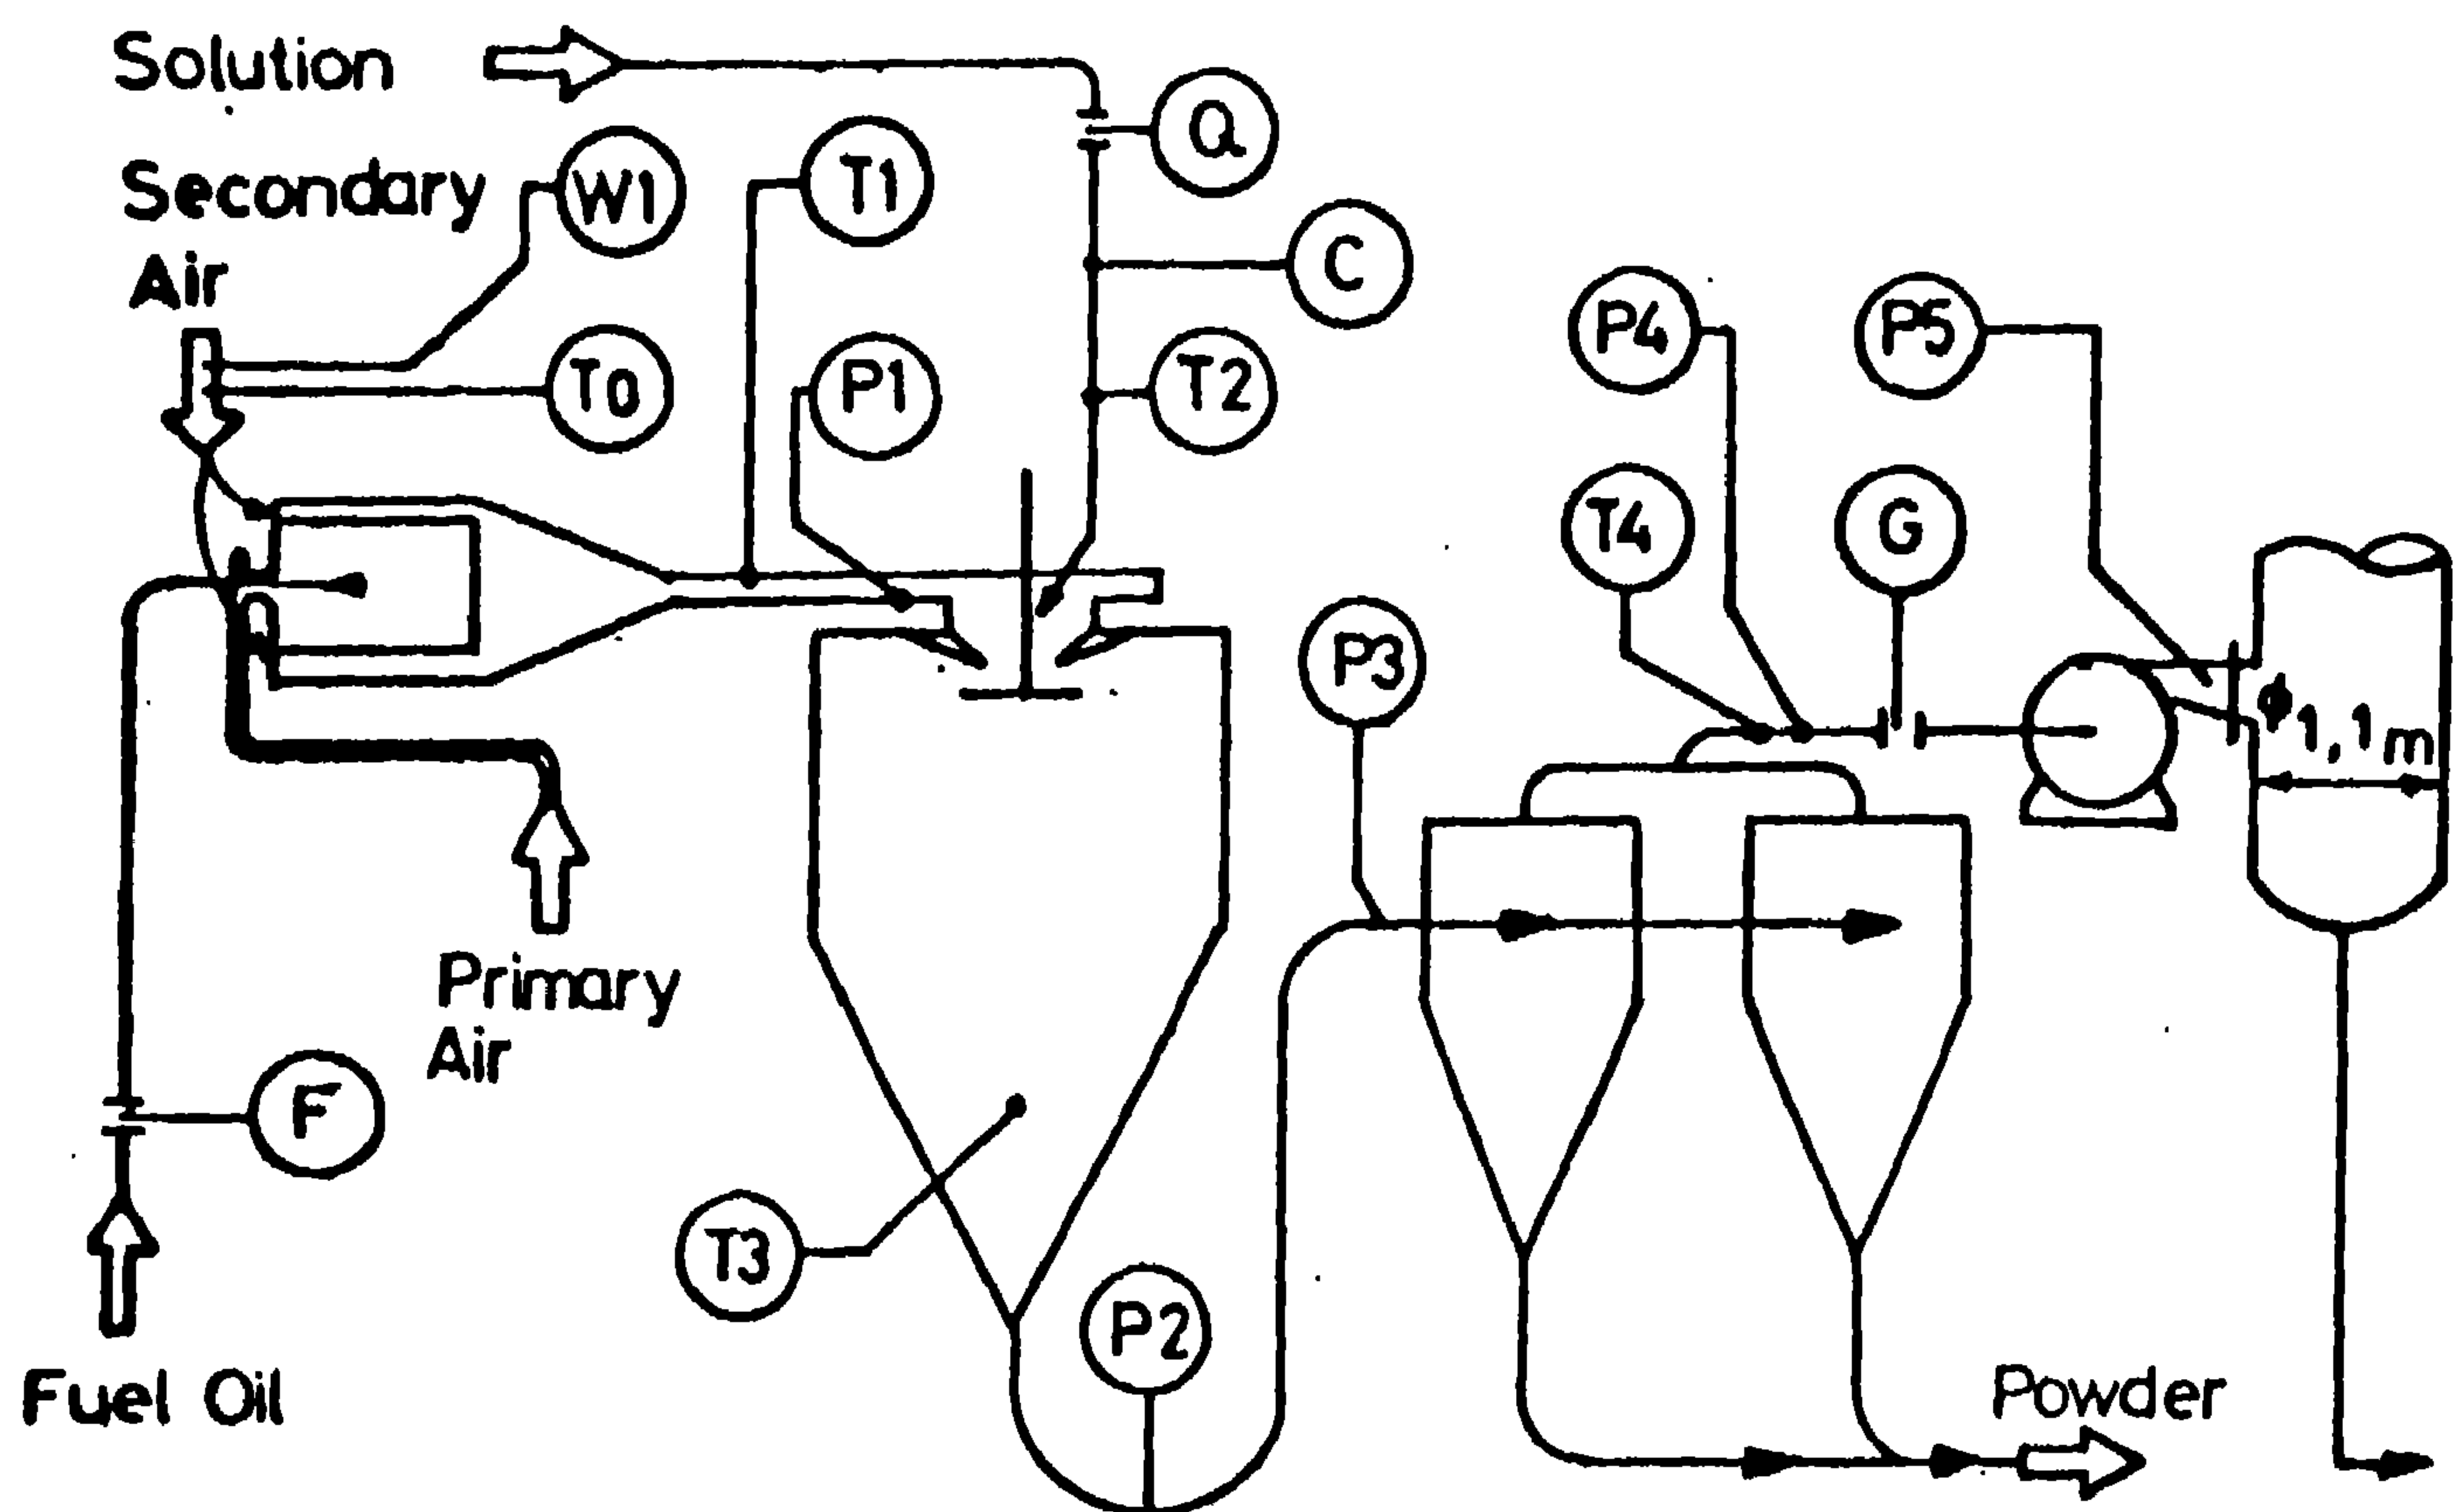 Solution
Q
Secondary
Air
W1
T1
C
T0
P1
T2
P4
P5
T4
G
P3
ϕ1,1m
Primary
Air
F
T3
P2
Fuel Oil
Powder